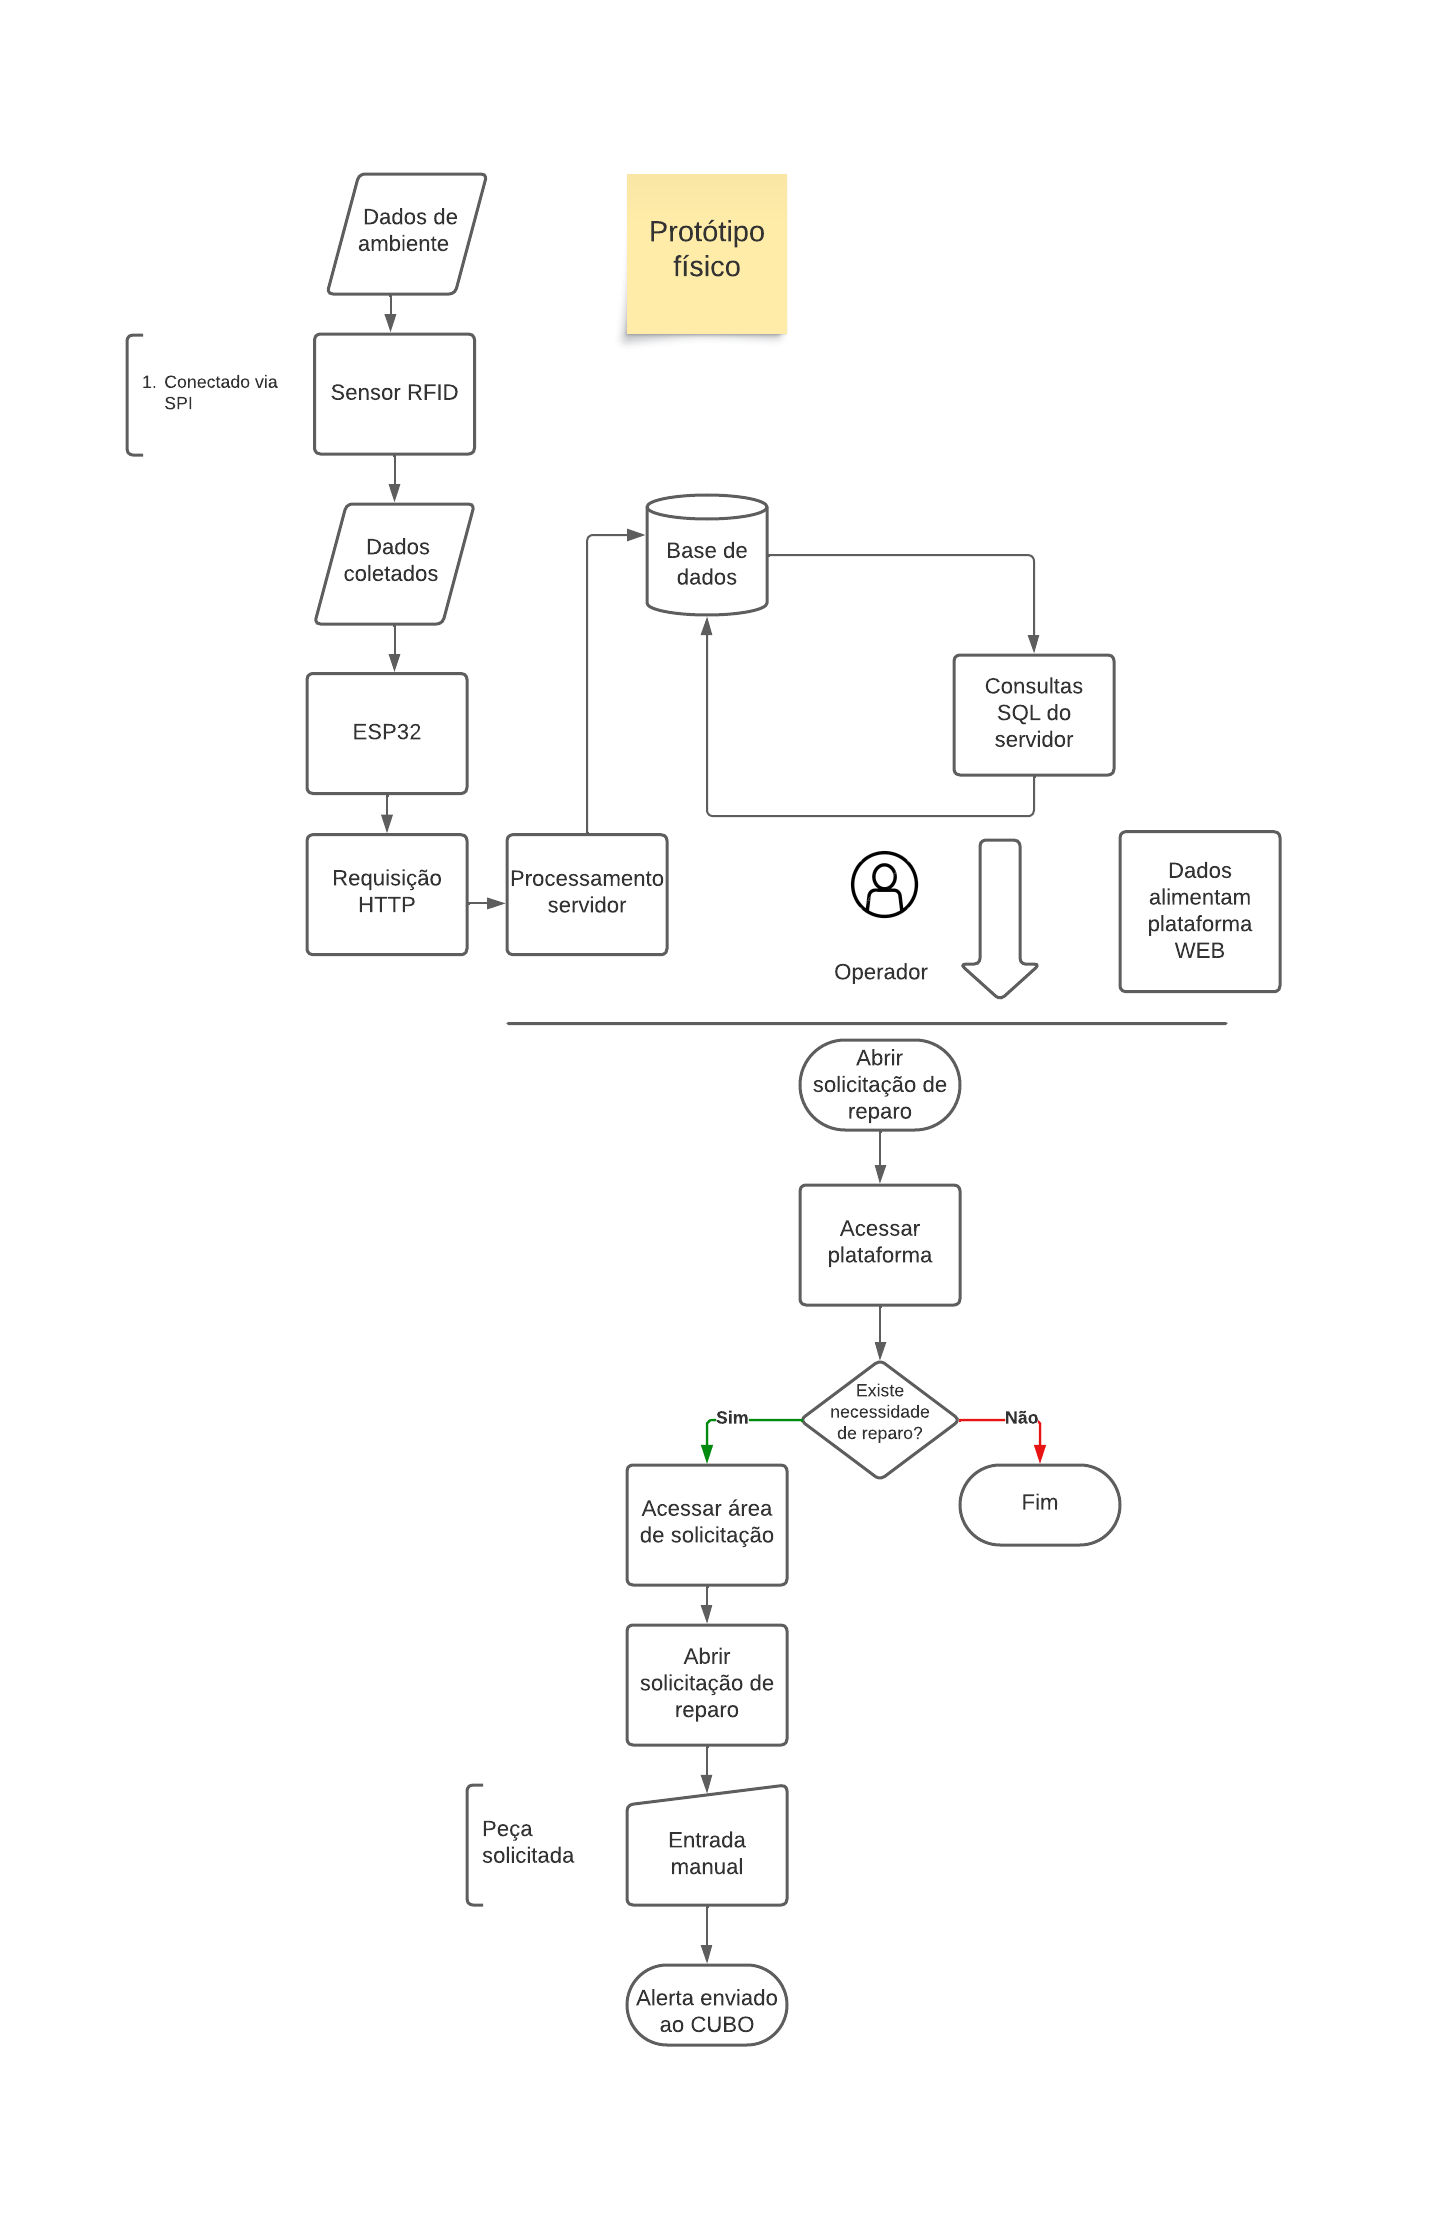 Dados de
ambiente
Protótipo
físico
1. Conectado via
SPI
Sensor RFID
Dados
coletados
Base de
dados
ESP32
Consultas
SQL do
servidor
Requisição
HTTP
Processamento
servidor
Operador
Dados
alimentam
plataforma
WEB
Abrir
solicitação de
reparo
Acessar
plataforma
Existe
necessidade
de reparo?
Sim
Não
Acessar área
de solicitação
Fim
Abrir
solicitação de
reparo
Peça
solicitada
Entrada
manual
Alerta enviado
ao CUBO